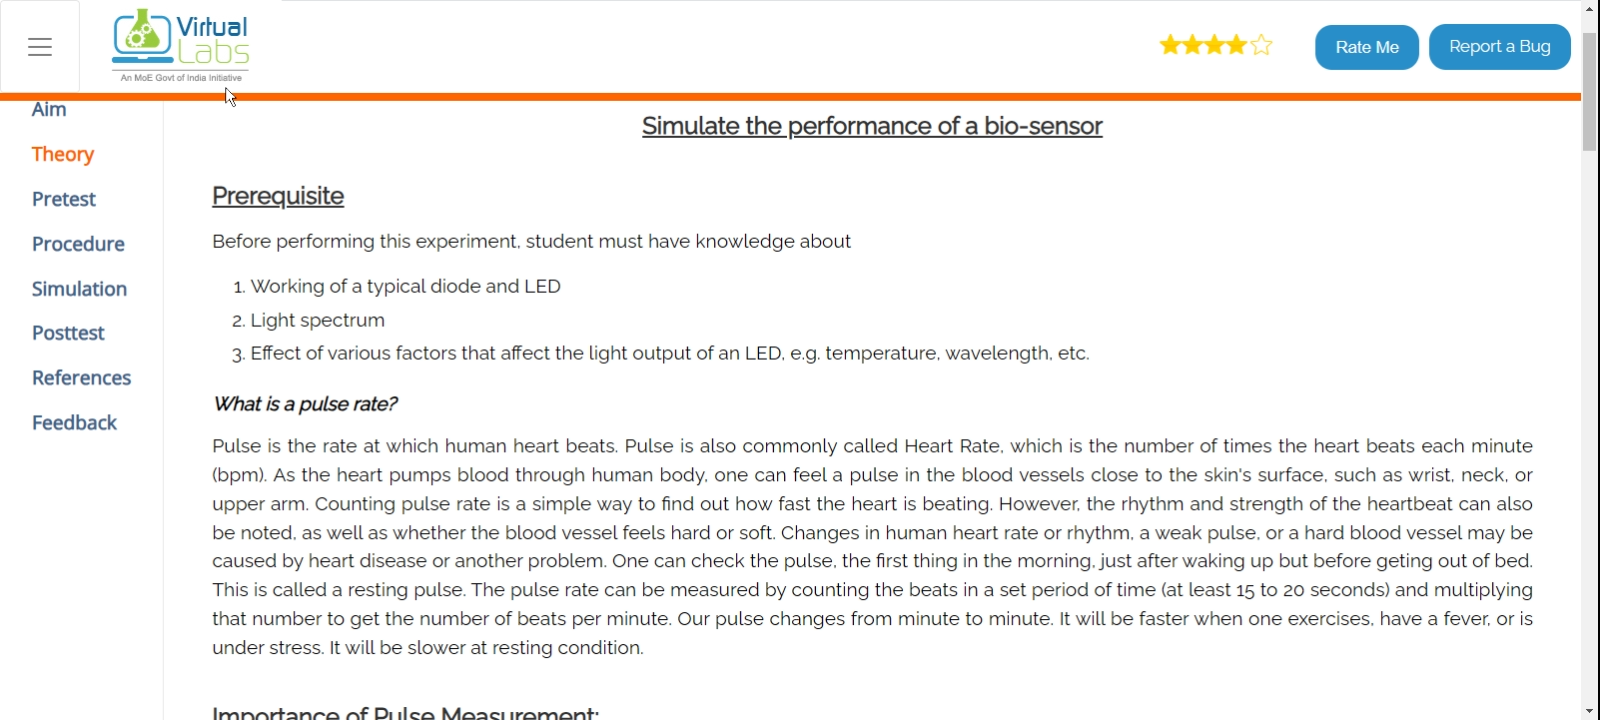 Virtual
Labs
An MoE Govt of India Initiative
Rate Me
Report a Bug
Aim
Theory
Pretest
Procedure
Simulation
Posttest
References
Feedback
Simulate the performance of a bio-sensor
Prerequisite
Before performing this experiment, student must have knowledge about
1. Working of a typical diode and LED
2. Light spectrum
3. Effect of various factors that affect the light output of an LED, e.g. temperature, wavelength, etc.
What is a pulse rate?
Pulse is the rate at which human heart beats. Pulse is also commonly called Heart Rate, which is the number of times the heart beats each minute
(bpm). As the heart pumps blood through human body, one can feel a pulse in the blood vessels close to the skin's surface, such as wrist, neck, or
upper arm. Counting pulse rate is a simple way to find out how fast the heart is beating. However, the rhythm and strength of the heartbeat can also
be noted, as well as whether the blood vessel feels hard or soft. Changes in human heart rate or rhythm, a weak pulse, or a hard blood vessel may be
caused by heart disease or another problem. One can check the pulse, the first thing in the morning, just after waking up but before geting out of bed.
This is called a resting pulse. The pulse rate can be measured by counting the beats in a set period of time (at least 15 to 20 seconds) and multiplying
that number to get the number of beats per minute. Our pulse changes from minute to minute. It will be faster when one exercises, have a fever, or is
under stress. It will be slower at resting condition.
Importance of Pulse Measurement: